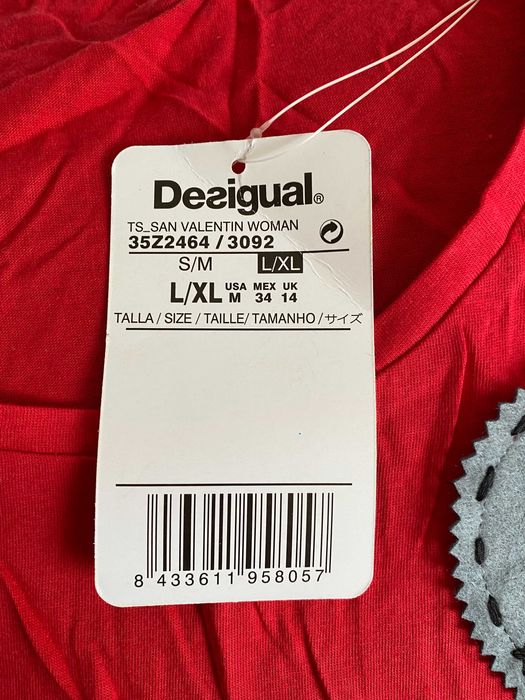 Desigual®
TS_SAN VALENTIN WOMAN
35Z2464 / 3092
S/M L/XL
L/XL USA M MEX 34 UK 14
TALLA / SIZE / TAILLE/ TAMANHO / サイズ
8 433611 958057